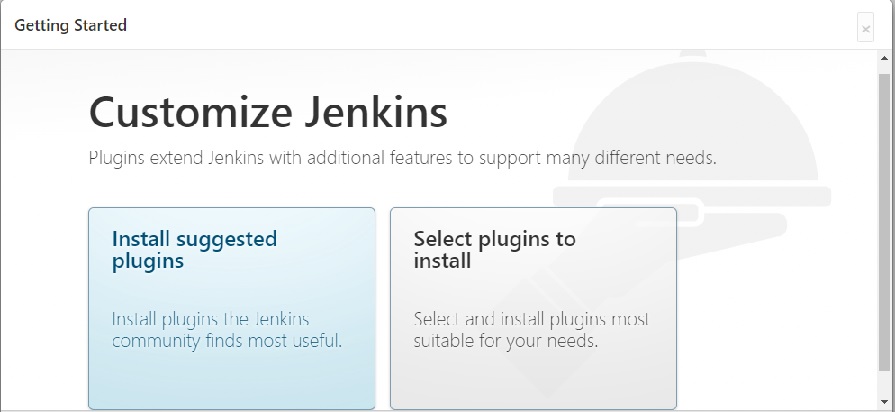 Getting Started
×
Customize Jenkins
Plugins extend Jenkins with additional features to support many different needs.
Install suggested
plugins
Install plugins the Jenkins
community finds most useful.
Select plugins to
install
Select and install plugins most
suitable for your needs.